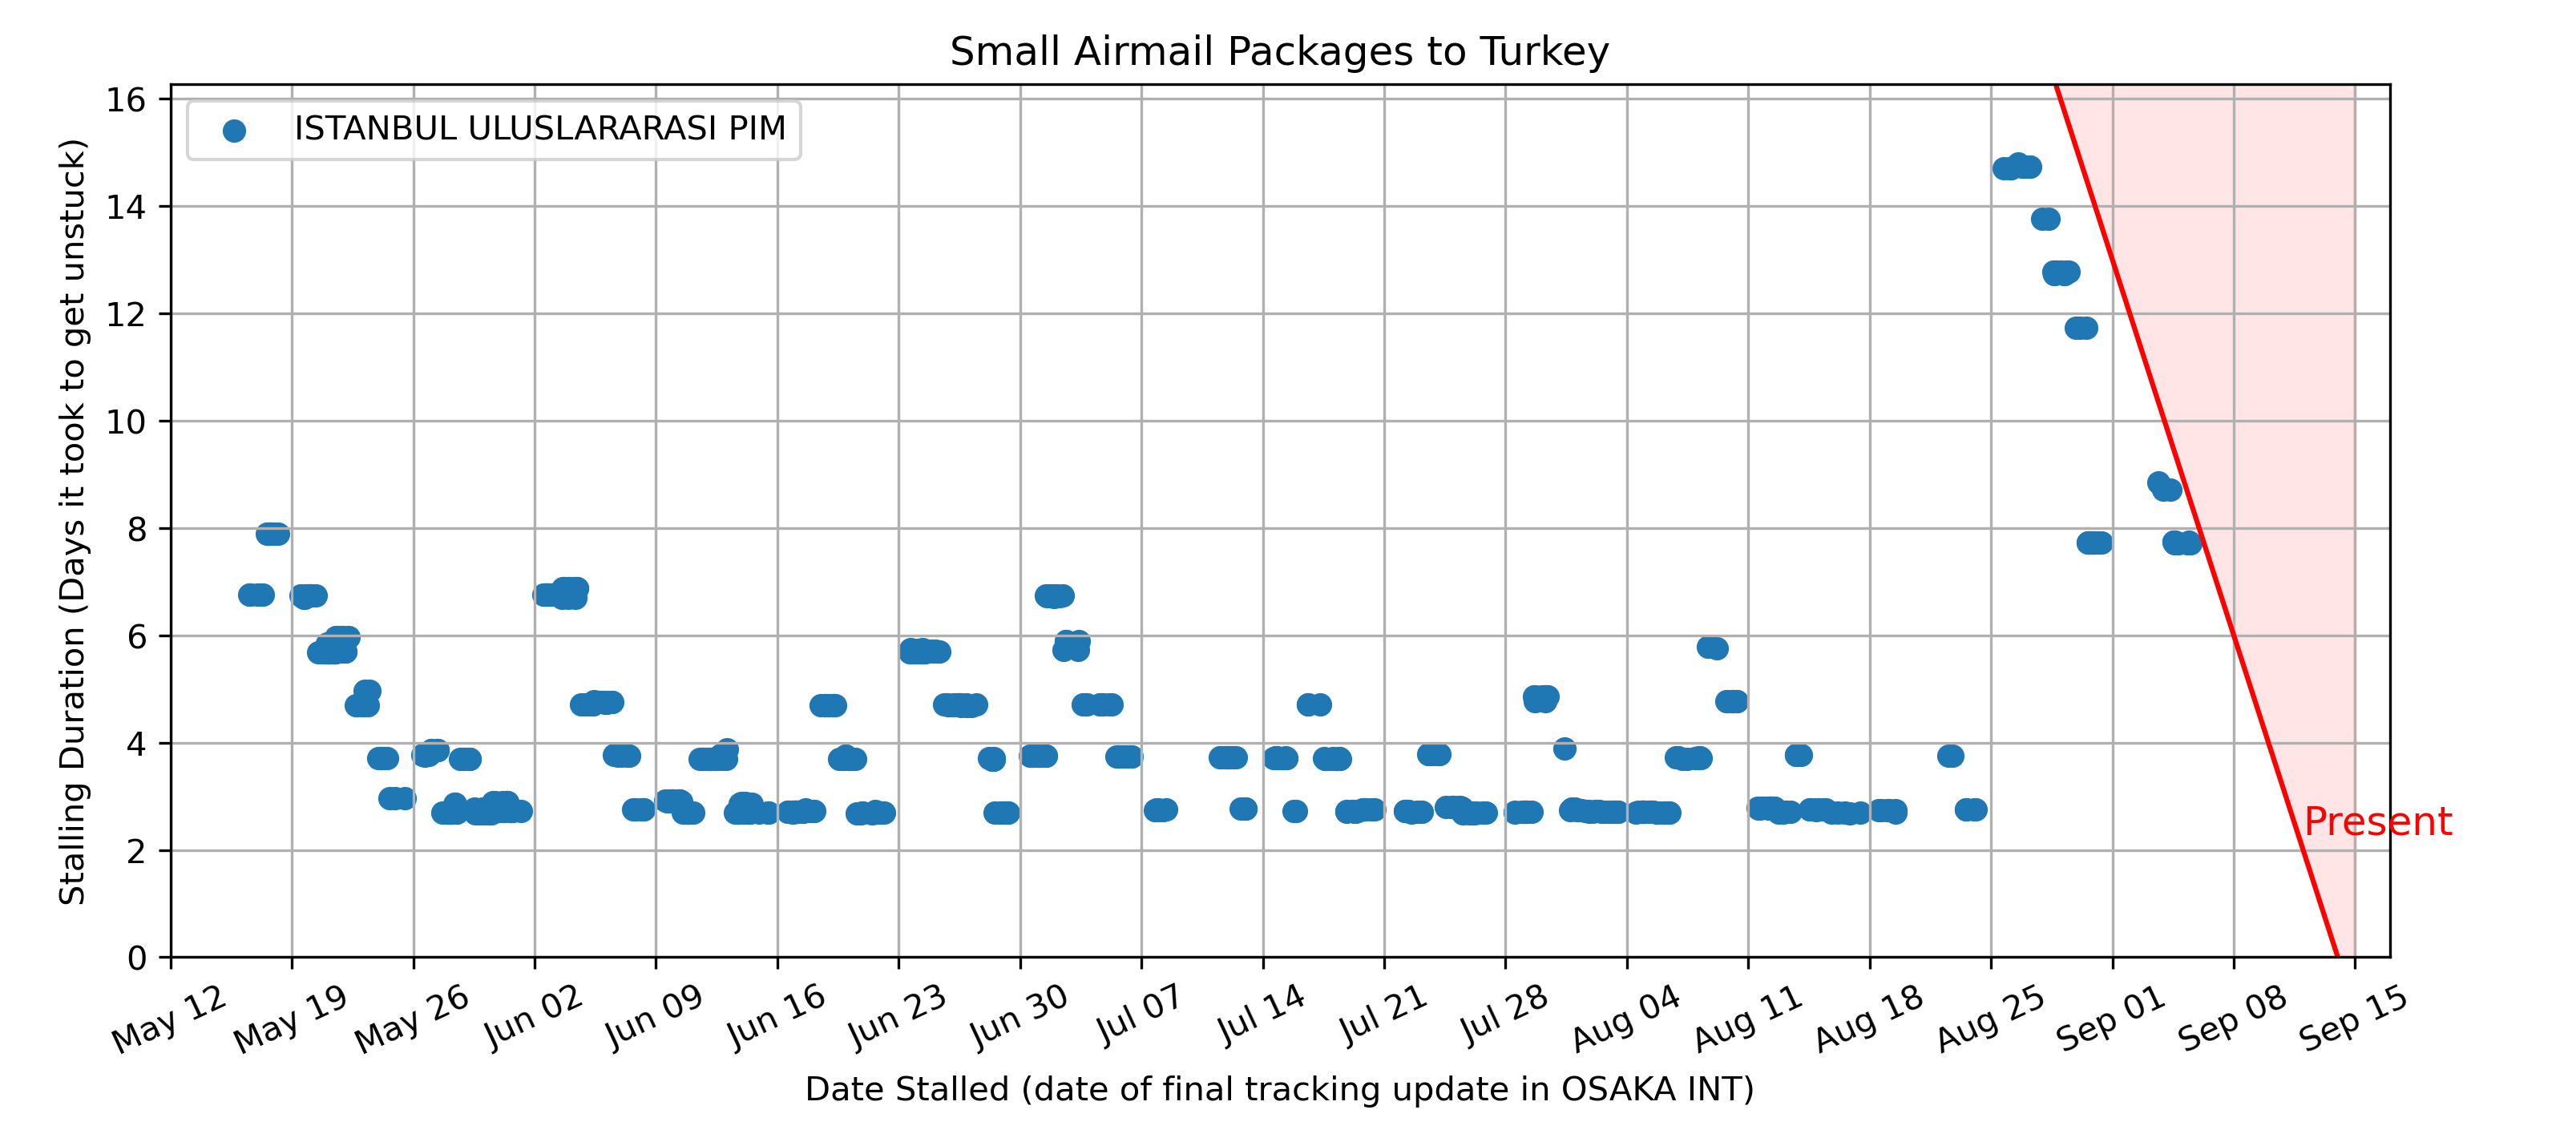 Small Airmail Packages to Turkey
ISTANBUL ULUSLARARASI PIM
Stalling Duration (Days it took to get unstuck)
16
14
12
10
8
6
4
2
0
Present
May 12
May 19
May 26
Jun 02
Jun 09
Jun 16
Jun 23
Jun 30
Jul 07
Jul 14
Jul 21
Jul 28
Aug 04
Aug 11
Aug 18
Aug 25
Sep 01
Sep 08
Sep 15
Date Stalled (date of final tracking update in OSAKA INT)